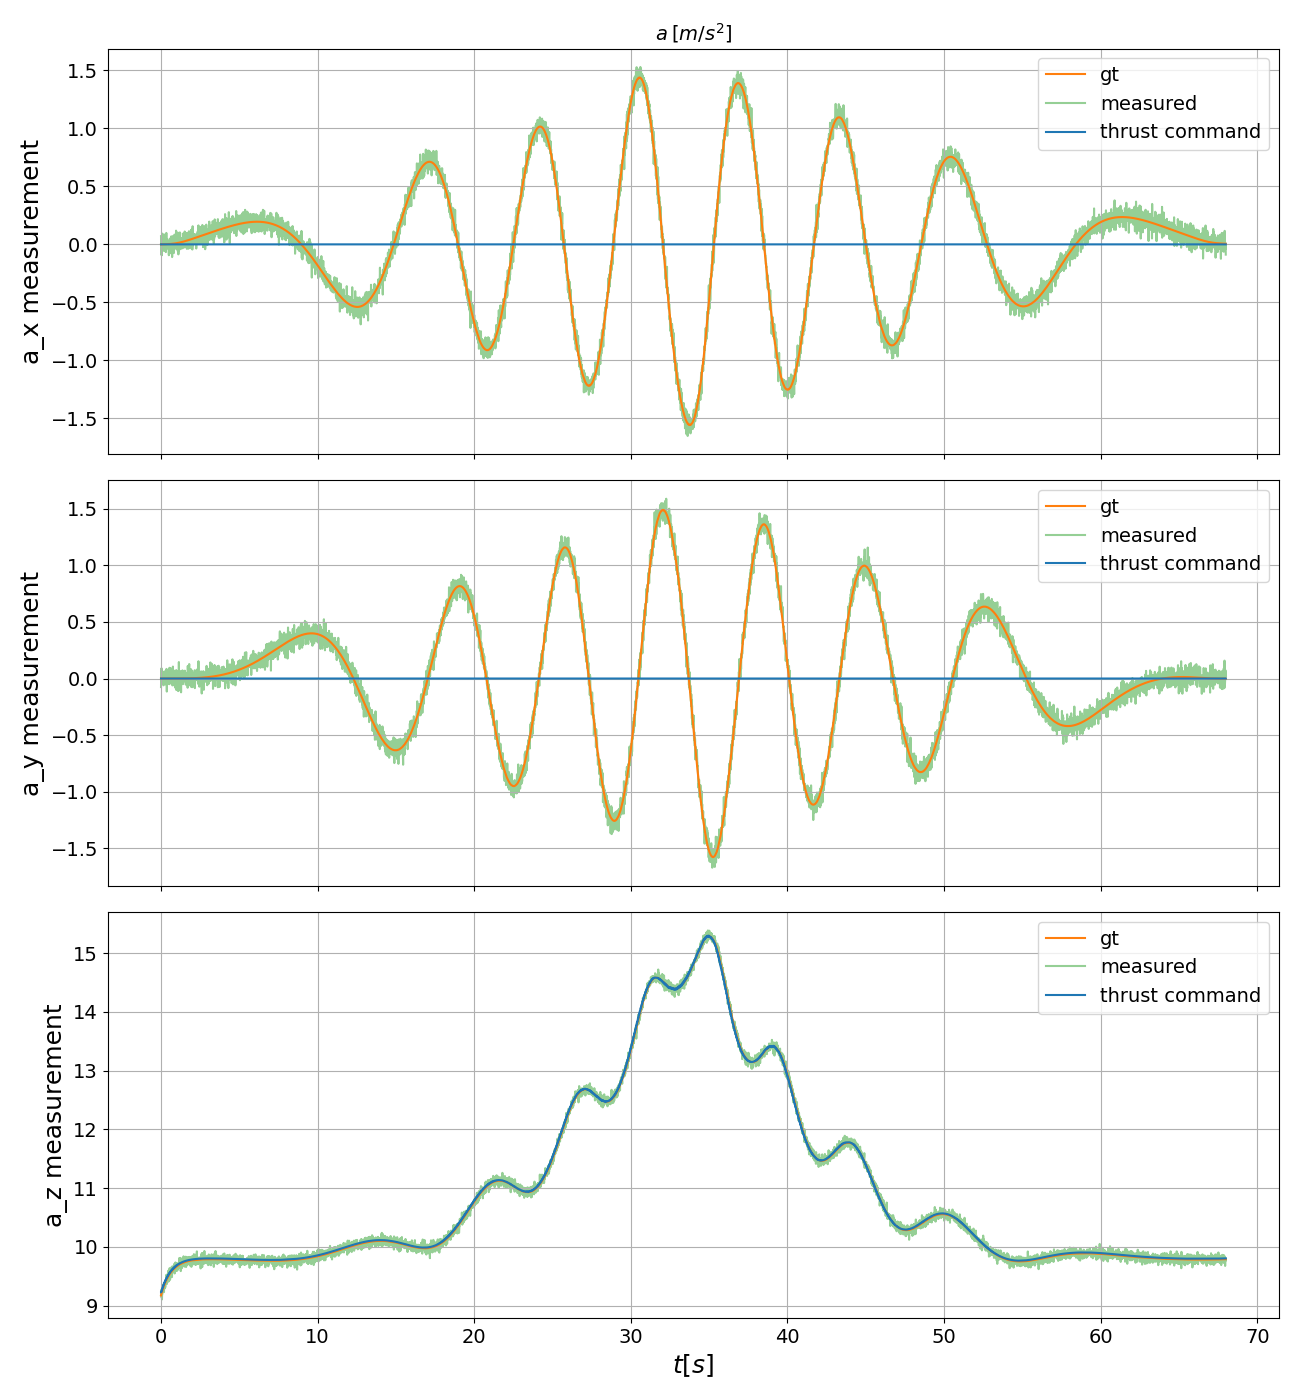 a [m/s²]
a_x measurement
1.5
1.0
0.5
0.0
−0.5
−1.0
−1.5
gt
measured
thrust command
a_y measurement
1.5
1.0
0.5
0.0
−0.5
−1.0
−1.5
gt
measured
thrust command
a_z measurement
15
14
13
12
11
10
9
gt
measured
thrust command
0 10 20 30 40 50 60 70
t[s]